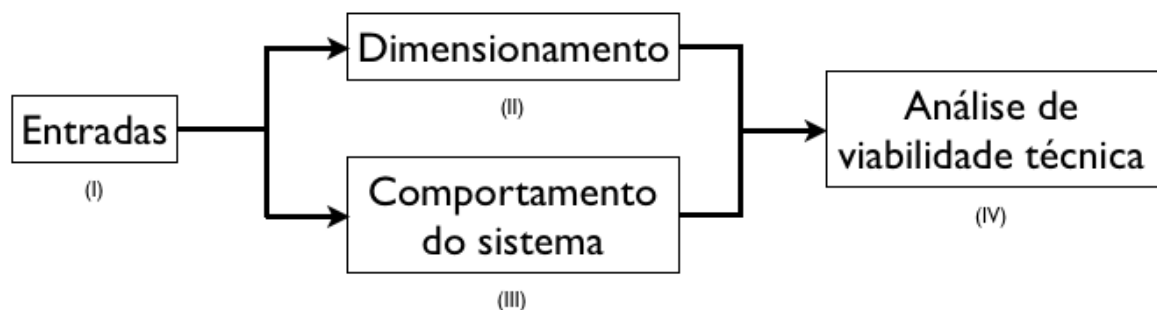 Entradas
(I)
Dimensionamento
(II)
Comportamento
do sistema
(III)
Análise de
viabilidade técnica
(IV)